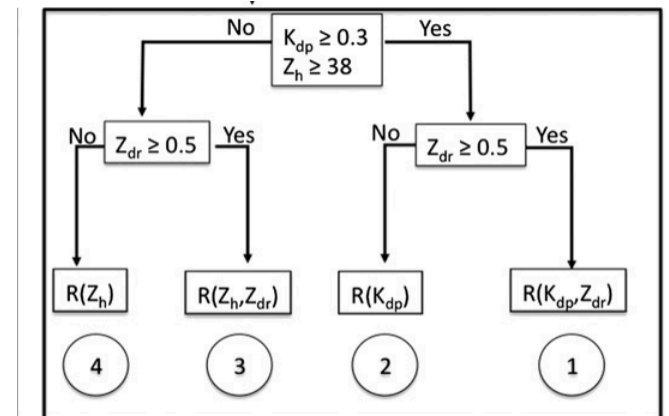 No
K_dp ≥ 0.3
Z_h ≥ 38
Yes
No
Z_dr ≥ 0.5
Yes
No
Z_dr ≥ 0.5
Yes
R(Z_h)
R(Z_h,Z_dr)
R(K_dp)
R(K_dp,Z_dr)
4
3
2
1